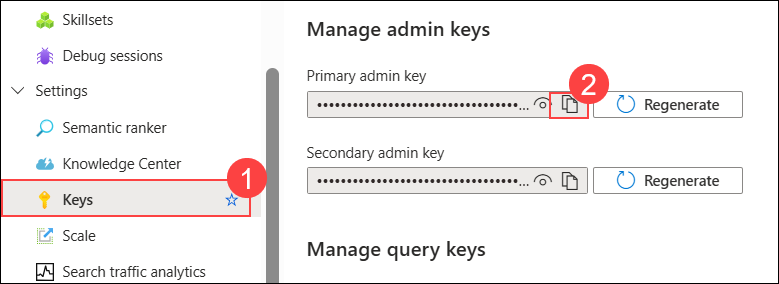 Skillsets
Debug sessions
Settings
Semantic ranker
Knowledge Center
1
Keys
Scale
Search traffic analytics
Manage admin keys
Primary admin key
2
••••••••••••••••••••••••••••••••••... Regenerate
Secondary admin key
••••••••••••••••••••••••••••••••••... Regenerate
Manage query keys